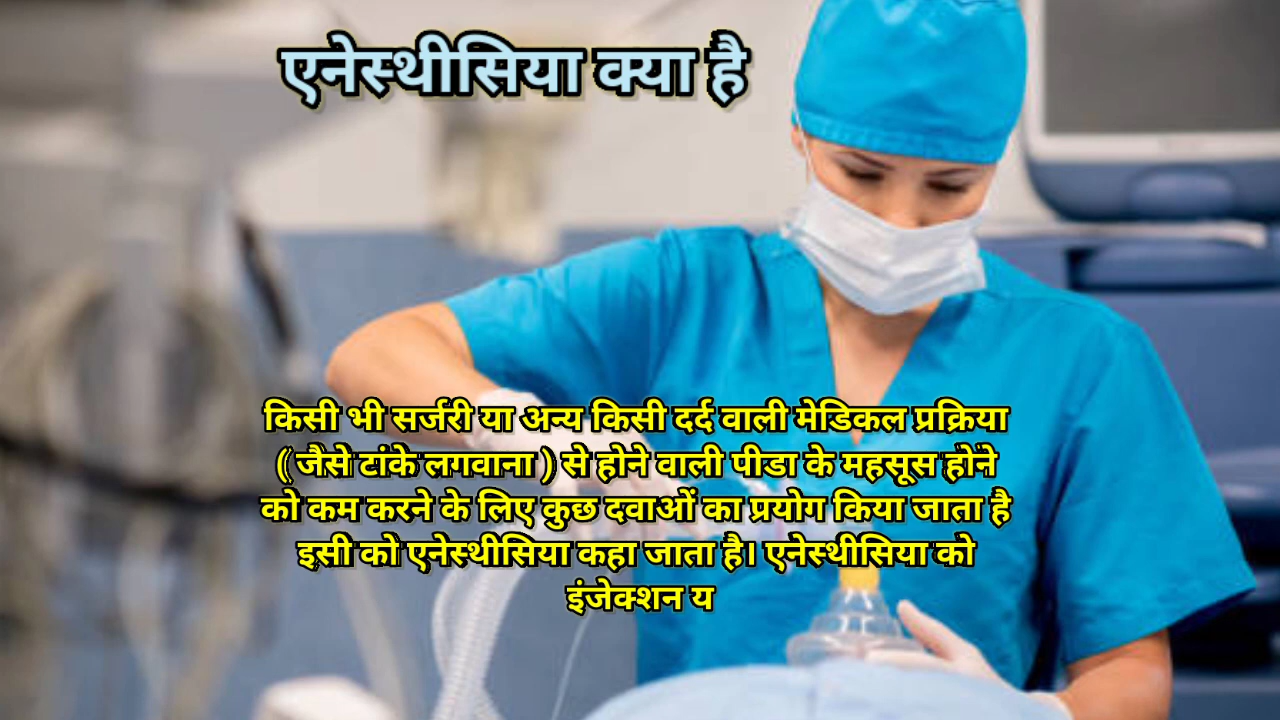 एनेस्थीसिया क्या है
किसी भी सर्जरी या अन्य किसी दर्द वाली मेडिकल प्रक्रिया
( जैसे टांके लगवाना ) से होने वाली पीडा के महसूस होने
को कम करने के लिए कुछ दवाओं का प्रयोग किया जाता है
इसी को एनेस्थीसिया कहा जाता है। एनेस्थीसिया को
इंजेक्शन य